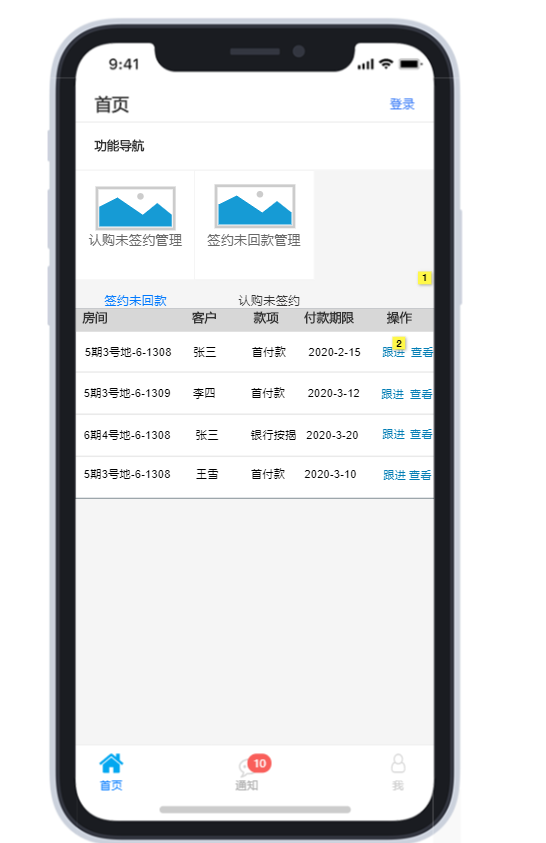 9:41
首页 登录
功能导航
认购未签约管理 签约未回款管理
1
签约未回款 认购未签约
房间 客户 款项 付款期限 操作
2
5期3号地-6-1308 张三 首付款 2020-2-15 跟进 查看
5期3号地-6-1309 李四 首付款 2020-3-12 跟进 查看
6期4号地-6-1308 张三 银行按揭 2020-3-20 跟进 查看
5期3号地-6-1308 王雪 首付款 2020-3-10 跟进 查看
10
首页 通知 我